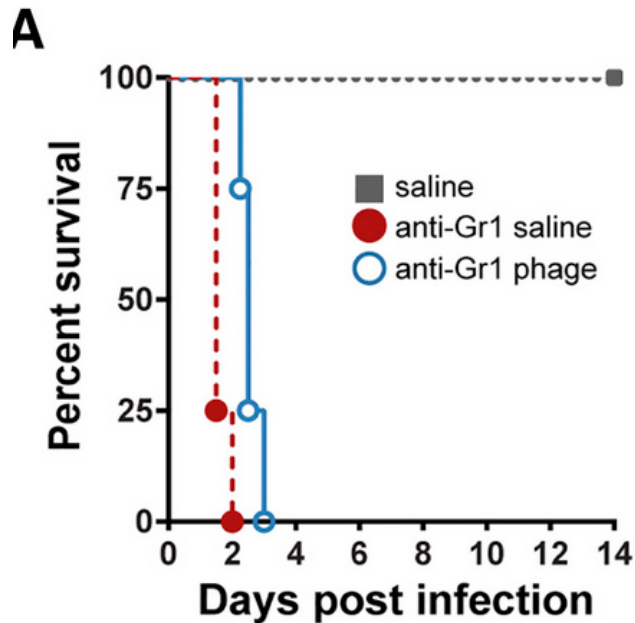 A
Percent survival
100
75
50
25
0
saline
anti-Gr1 saline
anti-Gr1 phage
0 2 4 6 8 10 12 14
Days post infection